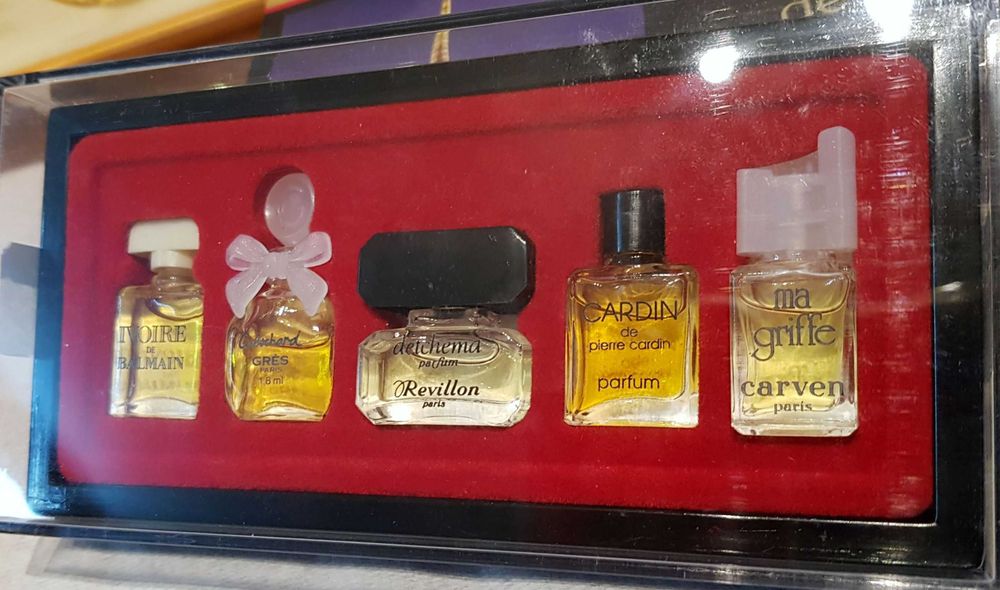 IVOIRE
DE
BALMAIN
Cabochard
GRÈS
PARIS
1.8 ml
detchema
parfum
Revillon
paris
CARDIN
de
pierre cardin
parfum
ma
griffe
carven
paris